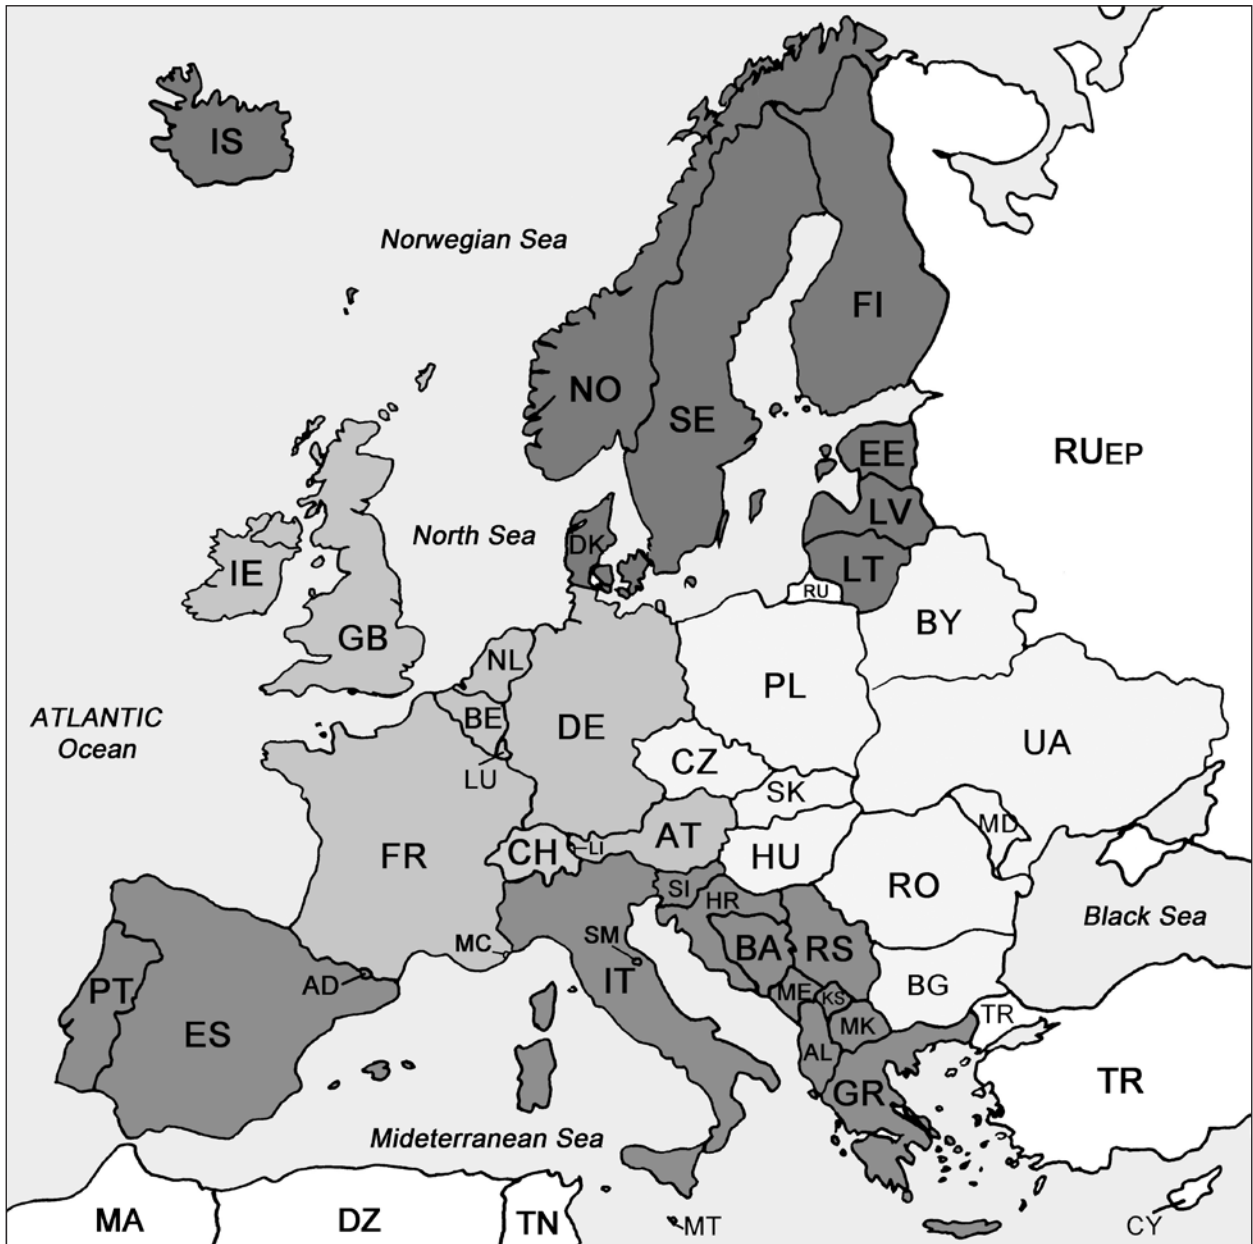 IS
Norwegian Sea
FI
NO
SE
EE
RUEP
LV
North Sea
DK
LT
IE
RU
BY
GB
NL
PL
ATLANTIC
Ocean
BE
DE
UA
CZ
LU
SK
MD
AT
CH
LI
HU
FR
RO
SI
HR
Black Sea
MC
SM
BA
RS
IT
AD
PT
ME
KS
BG
TR
MK
ES
AL
TR
GR
Mideterranean Sea
MA
DZ
TN
MT
CY